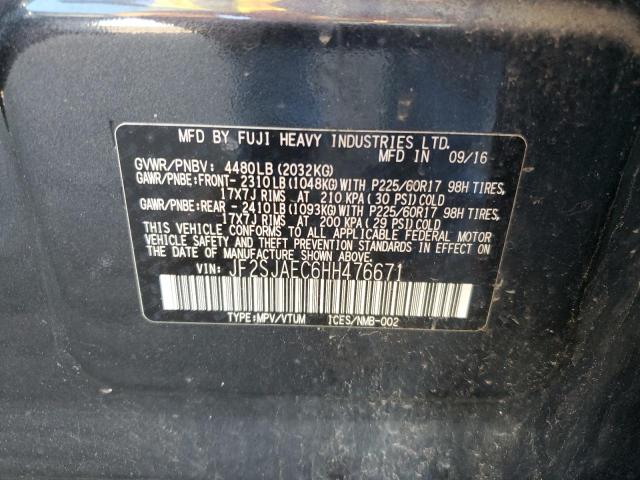 MFD BY FUJI HEAVY INDUSTRIES LTD.
MFD IN 09/16
GVWR/PNBV: 4480LB (2032KG)
GAWR/PNBE:FRONT- 2310LB (1048KG) WITH P225/60R17 98H TIRES,
17X7J RIMS AT 210 KPA (30 PSI) COLD
GAWR/PNBE:REAR - 2410LB (1093KG) WITH P225/60R17 98H TIRES,
17X7J RIMS AT 200 KPA (29 PSI) COLD
THIS VEHICLE CONFORMS TO ALL APPLICABLE FEDERAL MOTOR
VEHICLE SAFETY AND THEFT PREVENTION STANDARDS IN EFFECT
ON THE DATE OF MANUFACTURE SHOWN ABOVE.
VIN: JF2SJAEC6HH476671
TYPE:MPV/VTUM ICES/NMB-002